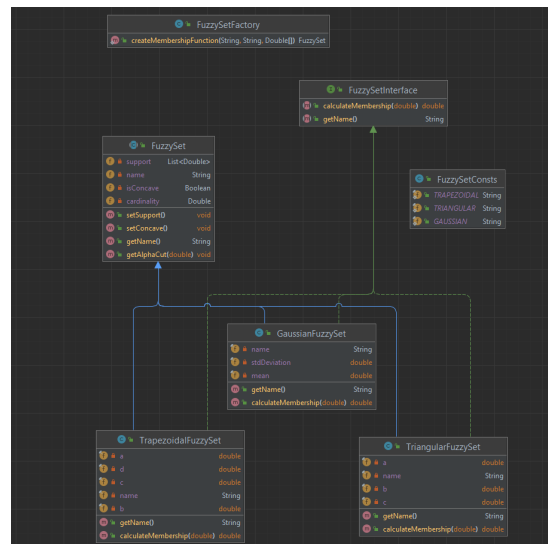 FuzzySetFactory
createMembershipFunction(String, String, Double[]) FuzzySet
FuzzySetInterface
calculateMembership(double) double
getName() String
FuzzySet
support List<Double>
name String
isConcave Boolean
cardinality Double
setSupport() void
setConcave() void
getName() String
getAlphaCut(double) void
FuzzySetConsts
TRAPEZOIDAL String
TRIANGULAR String
GAUSSIAN String
GaussianFuzzySet
name String
stdDeviation double
mean double
getName() String
calculateMembership(double) double
TrapezoidalFuzzySet
a double
d double
c double
name String
b double
getName() String
calculateMembership(double) double
TriangularFuzzySet
a double
name String
b double
c double
getName() String
calculateMembership(double) double